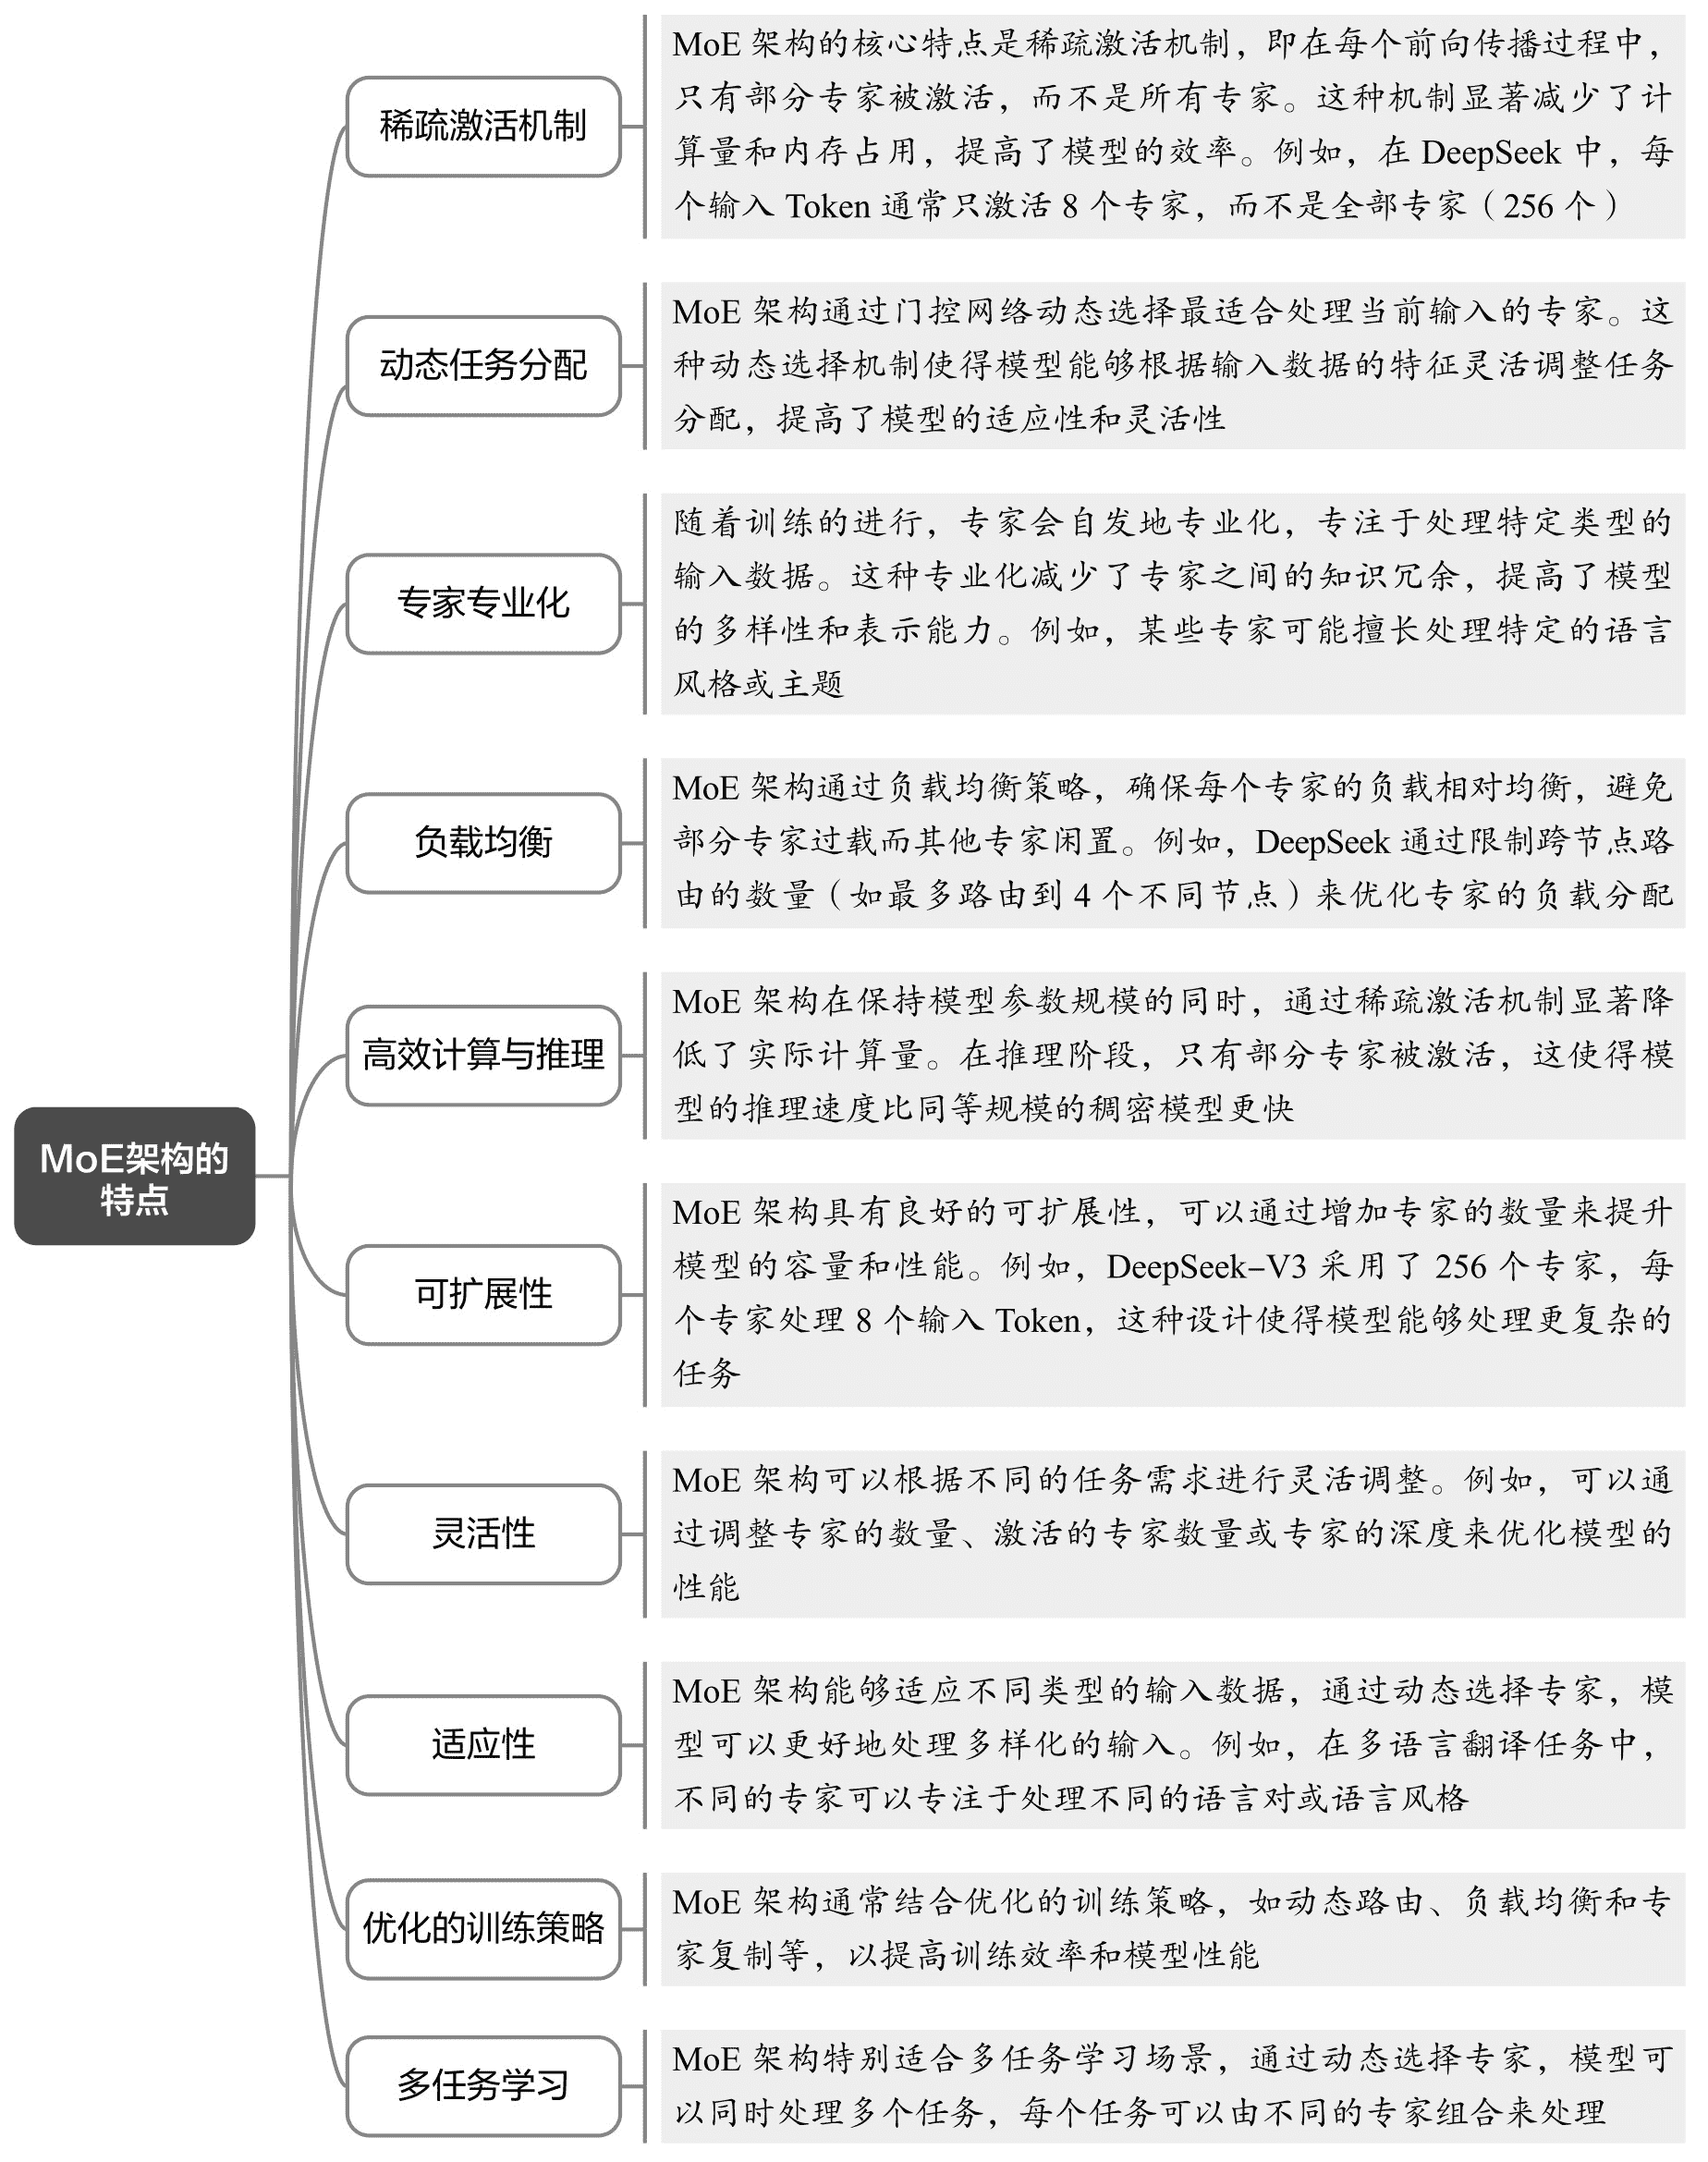 MoE架构的
特点
稀疏激活机制
MoE 架构的核心特点是稀疏激活机制，即在每个前向传播过程中，
只有部分专家被激活，而不是所有专家。这种机制显著减少了计
算量和内存占用，提高了模型的效率。例如，在 DeepSeek 中，每
个输入 Token 通常只激活 8 个专家，而不是全部专家（256 个）
动态任务分配
MoE 架构通过门控网络动态选择最适合处理当前输入的专家。这
种动态选择机制使得模型能够根据输入数据的特征灵活调整任务
分配，提高了模型的适应性和灵活性
专家专业化
随着训练的进行，专家会自发地专业化，专注于处理特定类型的
输入数据。这种专业化减少了专家之间的知识冗余，提高了模型
的多样性和表示能力。例如，某些专家可能擅长处理特定的语言
风格或主题
负载均衡
MoE 架构通过负载均衡策略，确保每个专家的负载相对均衡，避免
部分专家过载而其他专家闲置。例如，DeepSeek 通过限制跨节点路
由的数量（如最多路由到 4 个不同节点）来优化专家的负载分配
高效计算与推理
MoE 架构在保持模型参数规模的同时，通过稀疏激活机制显著降
低了实际计算量。在推理阶段，只有部分专家被激活，这使得模
型的推理速度比同等规模的稠密模型更快
可扩展性
MoE 架构具有良好的可扩展性，可以通过增加专家的数量来提升
模型的容量和性能。例如，DeepSeek-V3 采用了 256 个专家，每
个专家处理 8 个输入 Token，这种设计使得模型能够处理更复杂的
任务
灵活性
MoE 架构可以根据不同的任务需求进行灵活调整。例如，可以通
过调整专家的数量、激活的专家数量或专家的深度来优化模型的
性能
适应性
MoE 架构能够适应不同类型的输入数据，通过动态选择专家，模
型可以更好地处理多样化的输入。例如，在多语言翻译任务中，
不同的专家可以专注于处理不同的语言对或语言风格
优化的训练策略
MoE 架构通常结合优化的训练策略，如动态路由、负载均衡和专
家复制等，以提高训练效率和模型性能
多任务学习
MoE 架构特别适合多任务学习场景，通过动态选择专家，模型可
以同时处理多个任务，每个任务可以由不同的专家组合来处理